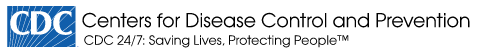 CDC Centers for Disease Control and Prevention
CDC 24/7: Saving Lives, Protecting People™